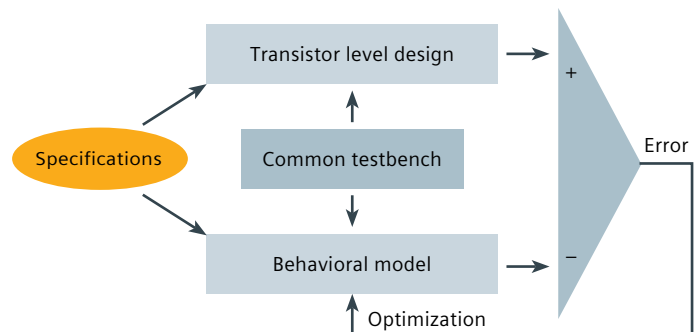 Transistor level design
+
Specifications
Common testbench
Error
Behavioral model
−
Optimization